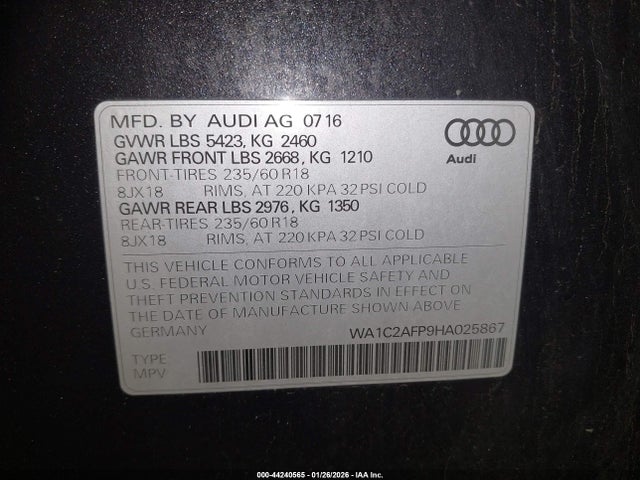 MFD. BY AUDI AG 0716
GVWR LBS 5423, KG 2460
GAWR FRONT LBS 2668, KG 1210
FRONT-TIRES 235/60 R18
8JX18 RIMS, AT 220 KPA 32 PSI COLD
GAWR REAR LBS 2976, KG 1350
REAR-TIRES 235/60 R18
8JX18 RIMS, AT 220 KPA 32 PSI COLD
Audi
THIS VEHICLE CONFORMS TO ALL APPLICABLE
U.S. FEDERAL MOTOR VEHICLE SAFETY AND
THEFT PREVENTION STANDARDS IN EFFECT ON
THE DATE OF MANUFACTURE SHOWN ABOVE
GERMANY WA1C2AFP9HA025867
TYPE
MPV
000-44240565 - 01/26/2026 - IAA Inc.